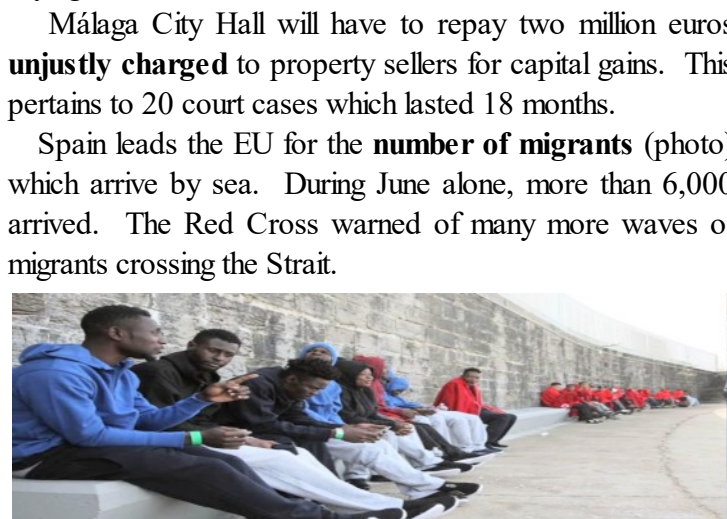 Málaga City Hall will have to repay two million euros
unjustly charged to property sellers for capital gains. This
pertains to 20 court cases which lasted 18 months.
Spain leads the EU for the number of migrants (photo)
which arrive by sea. During June alone, more than 6,000
arrived. The Red Cross warned of many more waves o
migrants crossing the Strait.